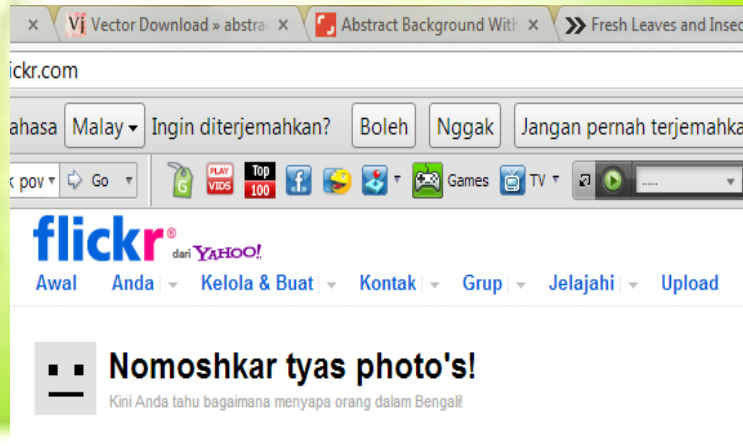 Vj Vector Download » abstra
Abstract Background With
Fresh Leaves and Insec
ickr.com
ahasa Malay Ingin diterjemahkan? Boleh Nggak Jangan pernah terjemahka
k pov Go G PLAY VIDS Top 100 f Games TV ......
flickr® dari YAHOO!
Awal Anda Kelola & Buat Kontak Grup Jelajahi Upload
Nomoshkar tyas photo's!
Kini Anda tahu bagaimana menyapa orang dalam Bengali!